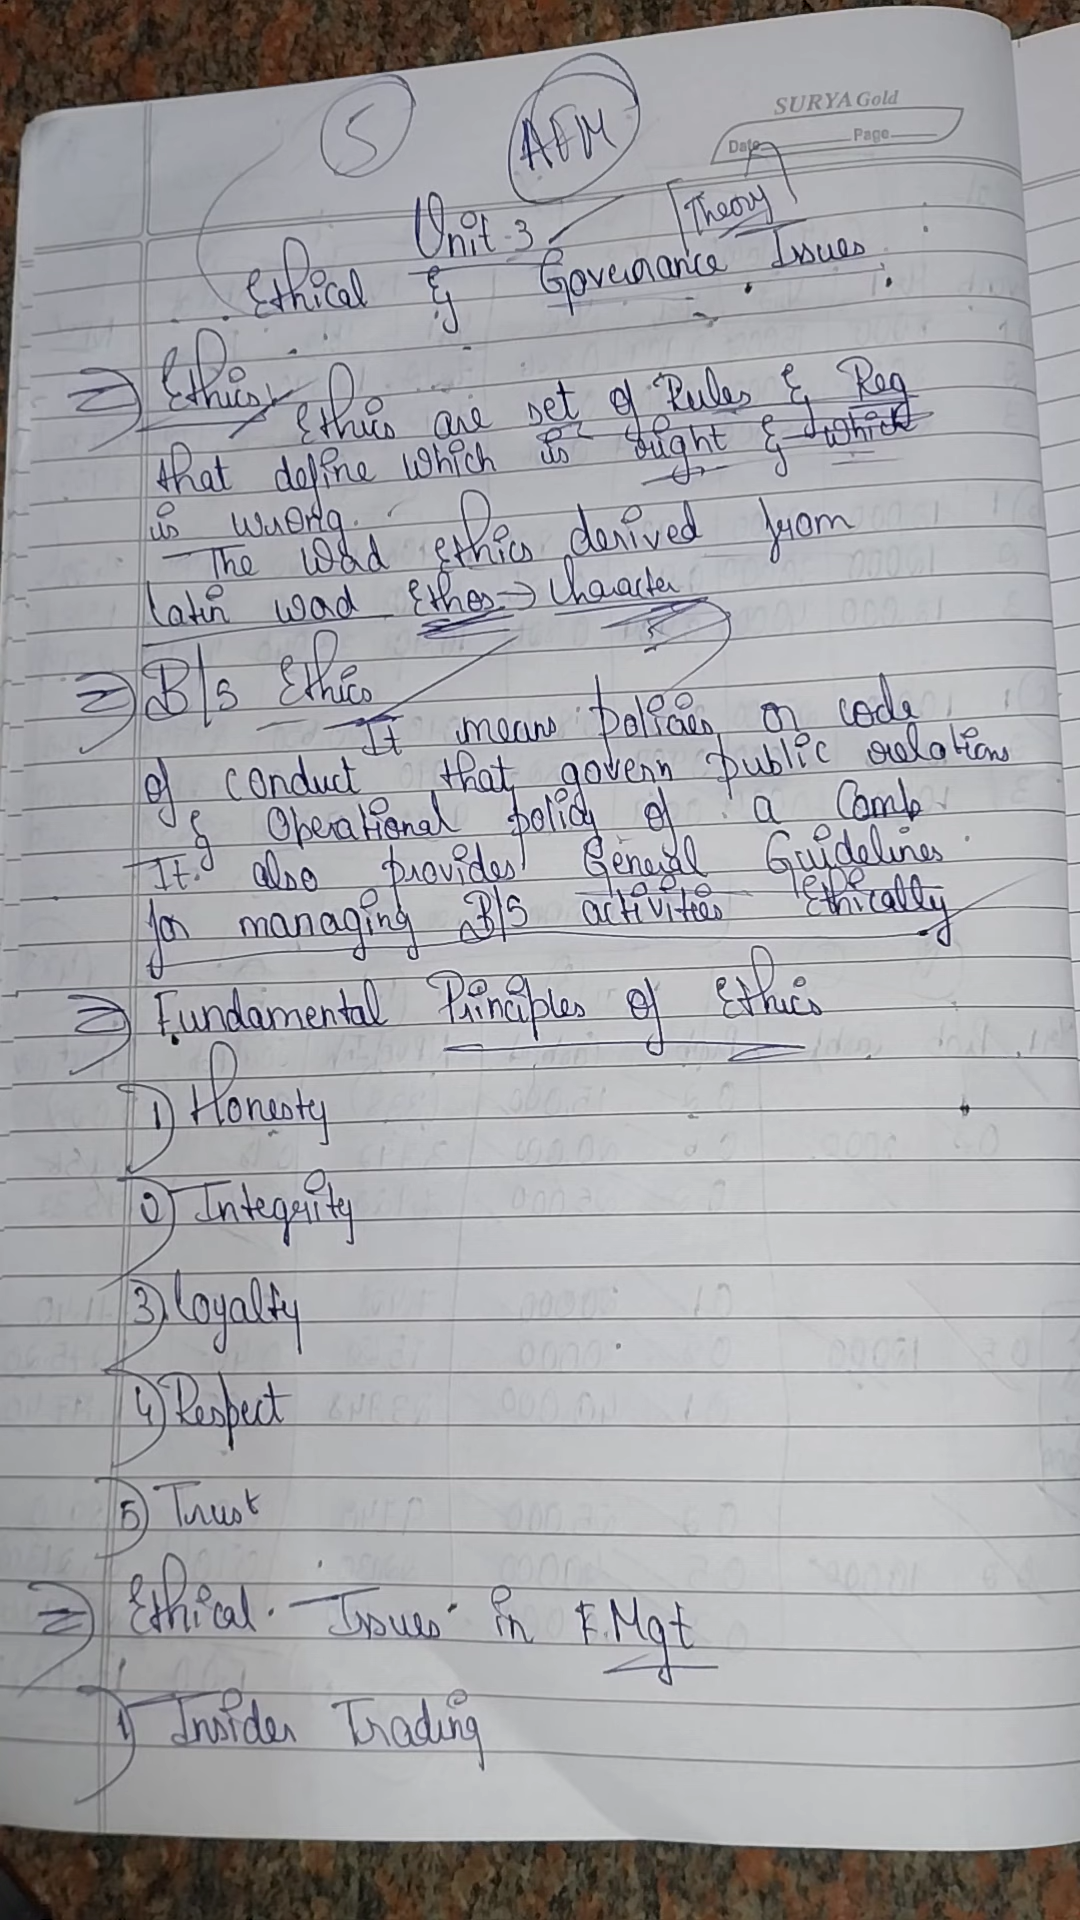 SURYA Gold
Date Page
5
AFM
Theory
Unit-3
Ethical & Governance Issues
⇒ Ethics
Ethics are set of Rules & Reg
that define which is right & which
is wrong.
The word ethics derived from
latin word Ethos → Character
⇒ B/s Ethics
It means policies or code
of conduct that govern public relations
& Operational policy of a Comp.
It also provides General Guidelines
for managing B/S activities Ethically
⇒ Fundamental Principles of Ethics
1) Honesty
2) Integrity
3) Loyalty
4) Respect
5) Trust
⇒ Ethical Issues in F.Mgt
1) Insider Trading